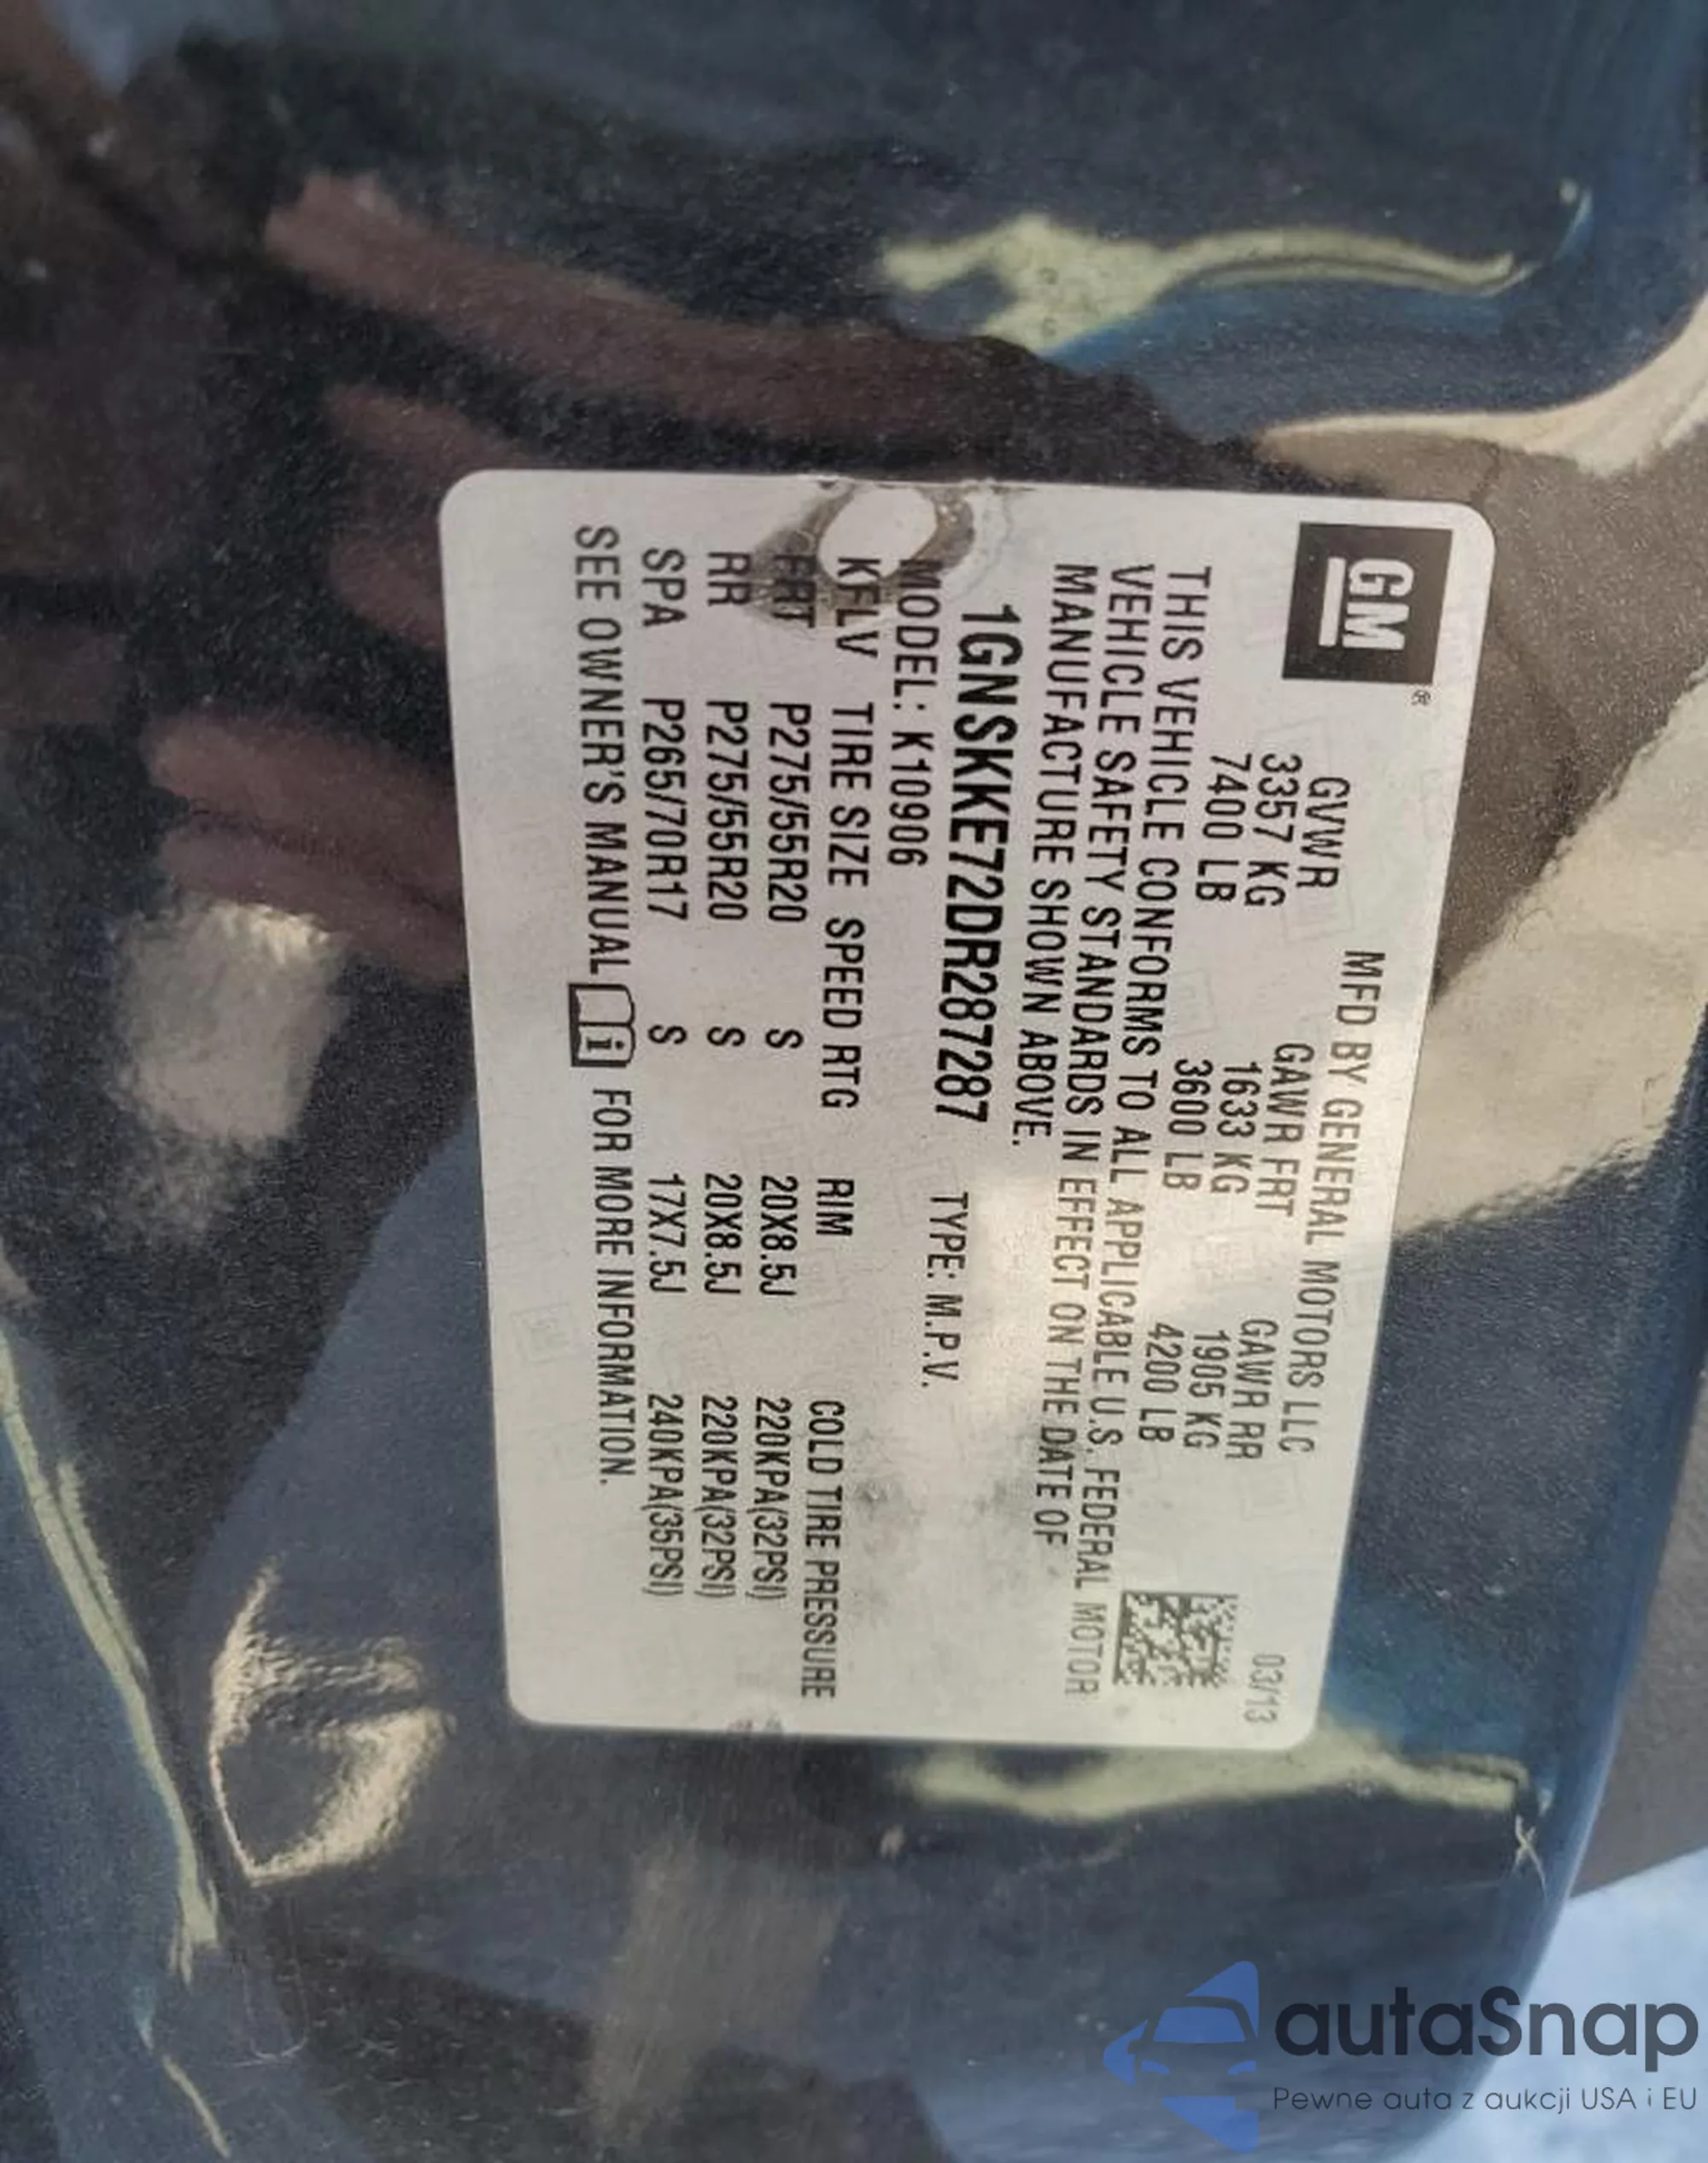 GM
®
MFD BY GENERAL MOTORS LLC
03/13
GVWR GAWR FRT GAWR RR
3357 KG 1633 KG 1905 KG
7400 LB 3600 LB 4200 LB
THIS VEHICLE CONFORMS TO ALL APPLICABLE U.S. FEDERAL MOTOR
VEHICLE SAFETY STANDARDS IN EFFECT ON THE DATE OF
MANUFACTURE SHOWN ABOVE.
1GNSKKE72DR287287 TYPE: M.P.V.
MODEL: K10906
KFLV TIRE SIZE SPEED RTG RIM COLD TIRE PRESSURE
FRT P275/55R20 S 20X8.5J 220KPA(32PSI)
RR P275/55R20 S 20X8.5J 220KPA(32PSI)
SPA P265/70R17 S 17X7.5J 240KPA(35PSI)
SEE OWNER'S MANUAL i FOR MORE INFORMATION.
autaSnap
Pewne auta z aukcji USA i EU